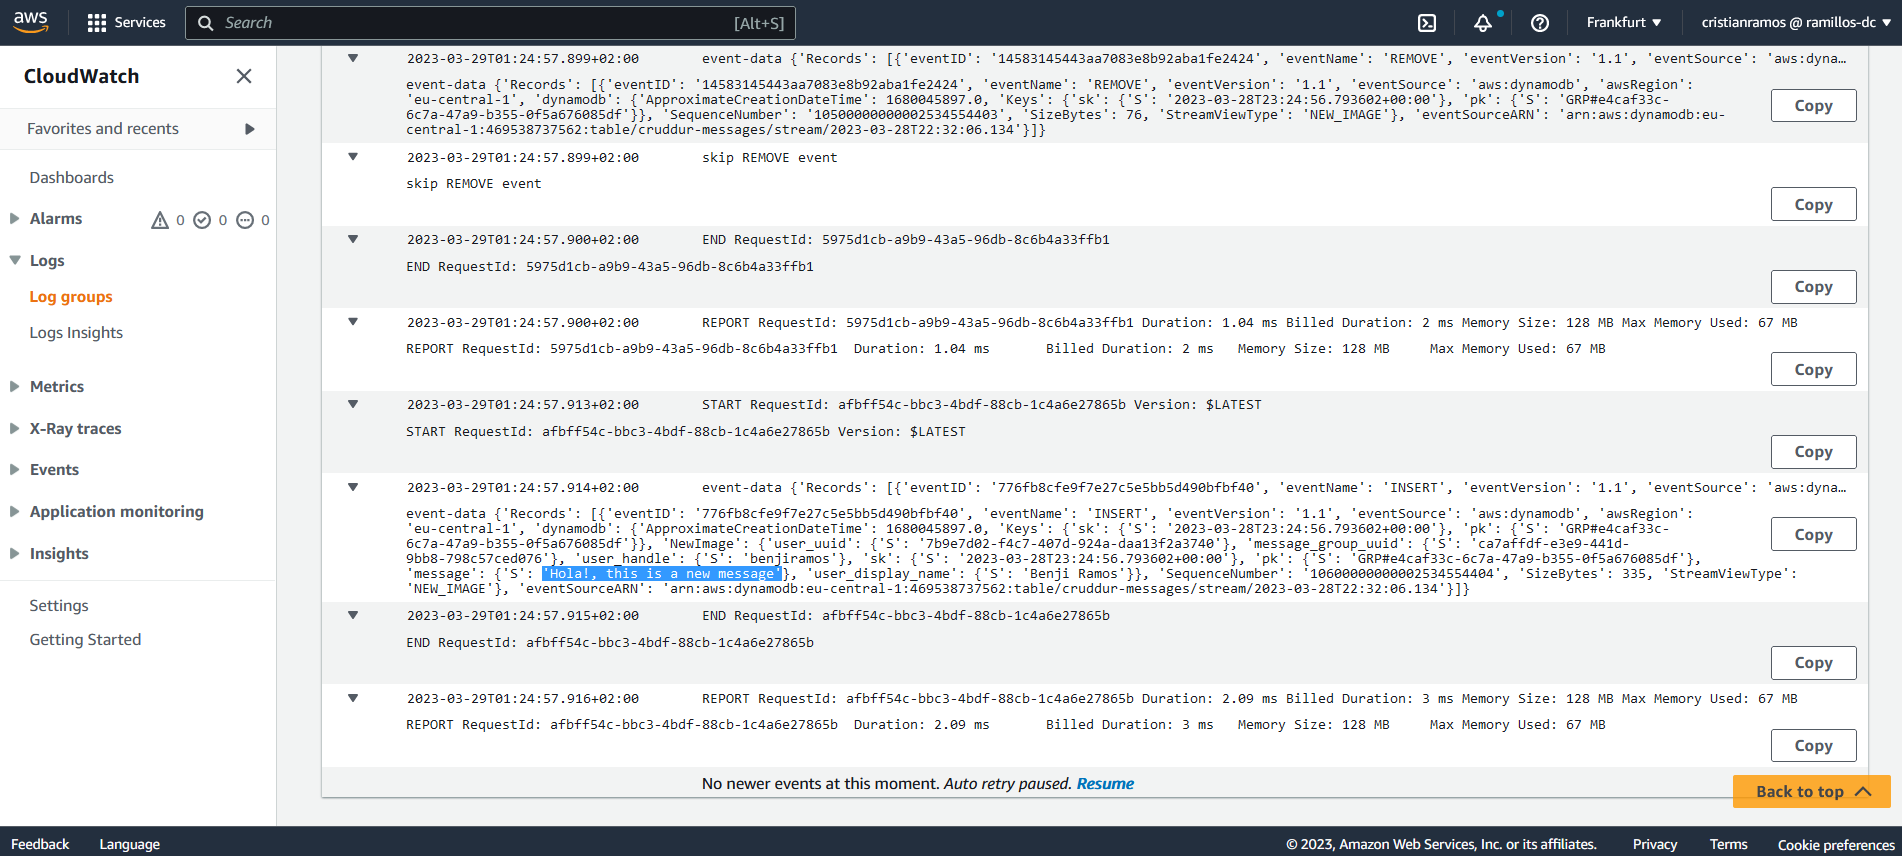 aws Services Search [Alt+S] Frankfurt ▼ cristianramos @ ramillos-dc ▼
CloudWatch
Favorites and recents
Dashboards
Alarms 0 0 0
Logs
Log groups
Logs Insights
Metrics
X-Ray traces
Events
Application monitoring
Insights
Settings
Getting Started
2023-03-29T01:24:57.899+02:00 event-data {'Records': [{'eventID': '14583145443aa7083e8b92aba1fe2424', 'eventName': 'REMOVE', 'eventVersion': '1.1', 'eventSource': 'aws:dyna…
event-data {'Records': [{'eventID': '14583145443aa7083e8b92aba1fe2424', 'eventName': 'REMOVE', 'eventVersion': '1.1', 'eventSource': 'aws:dynamodb', 'awsRegion':
'eu-central-1', 'dynamodb': {'ApproximateCreationDateTime': 1680045897.0, 'Keys': {'sk': {'S': '2023-03-28T23:24:56.793602+00:00'}, 'pk': {'S': 'GRP#e4caf33c-
6c7a-47a9-b355-0f5a676085df'}}, 'SequenceNumber': '10500000000002534554403', 'SizeBytes': 76, 'StreamViewType': 'NEW_IMAGE'}, 'eventSourceARN': 'arn:aws:dynamodb:eu-
central-1:469538737562:table/cruddur-messages/stream/2023-03-28T22:32:06.134'}]}
Copy
2023-03-29T01:24:57.899+02:00 skip REMOVE event
skip REMOVE event
Copy
2023-03-29T01:24:57.900+02:00 END RequestId: 5975d1cb-a9b9-43a5-96db-8c6b4a33ffb1
END RequestId: 5975d1cb-a9b9-43a5-96db-8c6b4a33ffb1
Copy
2023-03-29T01:24:57.900+02:00 REPORT RequestId: 5975d1cb-a9b9-43a5-96db-8c6b4a33ffb1 Duration: 1.04 ms Billed Duration: 2 ms Memory Size: 128 MB Max Memory Used: 67 MB
REPORT RequestId: 5975d1cb-a9b9-43a5-96db-8c6b4a33ffb1 Duration: 1.04 ms Billed Duration: 2 ms Memory Size: 128 MB Max Memory Used: 67 MB
Copy
2023-03-29T01:24:57.913+02:00 START RequestId: afbff54c-bbc3-4bdf-88cb-1c4a6e27865b Version: $LATEST
START RequestId: afbff54c-bbc3-4bdf-88cb-1c4a6e27865b Version: $LATEST
Copy
2023-03-29T01:24:57.914+02:00 event-data {'Records': [{'eventID': '776fb8cfe9f7e27c5e5bb5d490bfbf40', 'eventName': 'INSERT', 'eventVersion': '1.1', 'eventSource': 'aws:dyna…
event-data {'Records': [{'eventID': '776fb8cfe9f7e27c5e5bb5d490bfbf40', 'eventName': 'INSERT', 'eventVersion': '1.1', 'eventSource': 'aws:dynamodb', 'awsRegion':
'eu-central-1', 'dynamodb': {'ApproximateCreationDateTime': 1680045897.0, 'Keys': {'sk': {'S': '2023-03-28T23:24:56.793602+00:00'}, 'pk': {'S': 'GRP#e4caf33c-
6c7a-47a9-b355-0f5a676085df'}}, 'NewImage': {'user_uuid': {'S': '7b9e7d02-f4c7-407d-924a-daa13f2a3740'}, 'message_group_uuid': {'S': 'ca7affdf-e3e9-441d-
9bb8-798c57ced076'}, 'user_handle': {'S': 'benjiramos'}, 'sk': {'S': '2023-03-28T23:24:56.793602+00:00'}, 'pk': {'S': 'GRP#e4caf33c-6c7a-47a9-b355-0f5a676085df'},
'message': {'S': 'Hola!, this is a new message'}, 'user_display_name': {'S': 'Benji Ramos'}}, 'SequenceNumber': '10600000000002534554404', 'SizeBytes': 335, 'StreamViewType':
'NEW_IMAGE'}, 'eventSourceARN': 'arn:aws:dynamodb:eu-central-1:469538737562:table/cruddur-messages/stream/2023-03-28T22:32:06.134'}]}
Copy
2023-03-29T01:24:57.915+02:00 END RequestId: afbff54c-bbc3-4bdf-88cb-1c4a6e27865b
END RequestId: afbff54c-bbc3-4bdf-88cb-1c4a6e27865b
Copy
2023-03-29T01:24:57.916+02:00 REPORT RequestId: afbff54c-bbc3-4bdf-88cb-1c4a6e27865b Duration: 2.09 ms Billed Duration: 3 ms Memory Size: 128 MB Max Memory Used: 67 MB
REPORT RequestId: afbff54c-bbc3-4bdf-88cb-1c4a6e27865b Duration: 2.09 ms Billed Duration: 3 ms Memory Size: 128 MB Max Memory Used: 67 MB
Copy
No newer events at this moment. Auto retry paused. Resume
Back to top
Feedback Language © 2023, Amazon Web Services, Inc. or its affiliates. Privacy Terms Cookie preferences